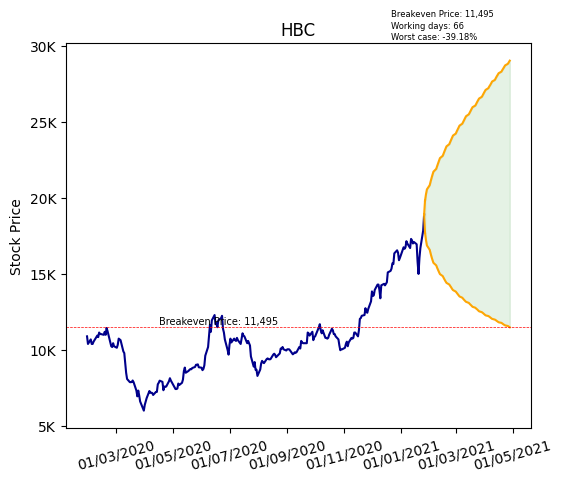 Breakeven Price: 11,495
Working days: 66
Worst case: -39.18%
HBC
30K
25K
20K
15K
10K
5K
Stock Price
Breakeven Price: 11,495
01/03/2020
01/05/2020
01/07/2020
01/09/2020
01/11/2020
01/01/2021
01/03/2021
01/05/2021